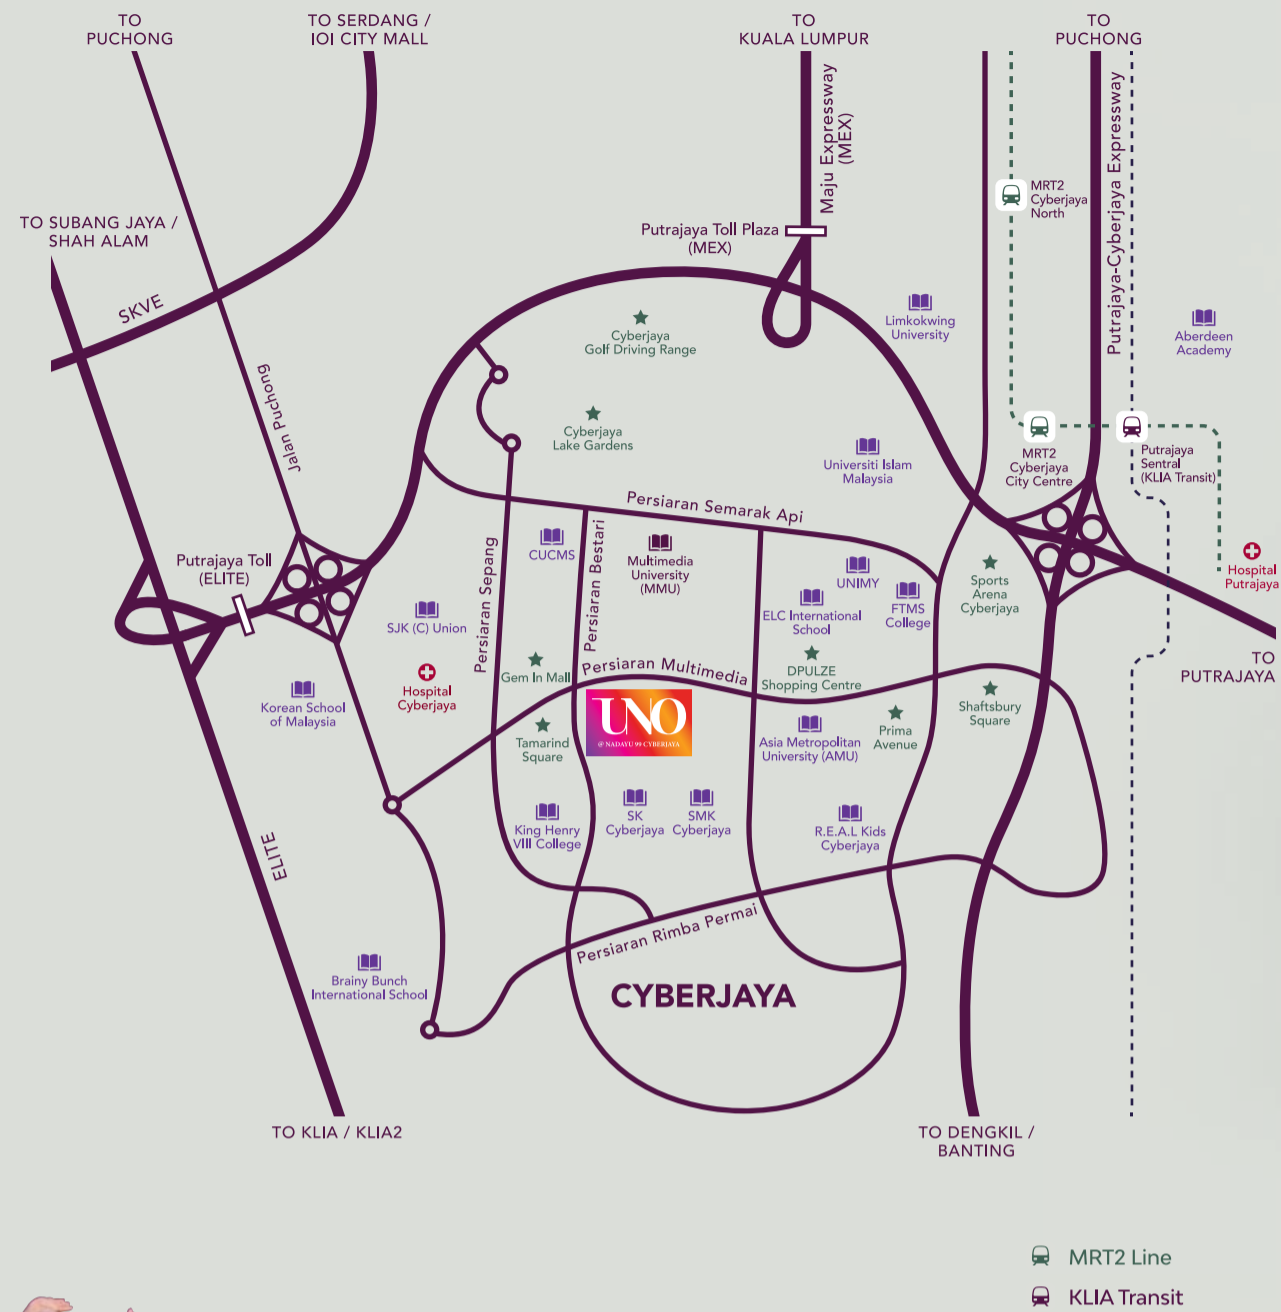 TO
PUCHONG
TO SERDANG /
IOI CITY MALL
TO
KUALA LUMPUR
TO
PUCHONG
Maju Expressway
(MEX)
Putrajaya-Cyberjaya Expressway
MRT2
Cyberjaya
North
TO SUBANG JAYA /
SHAH ALAM
Putrajaya Toll Plaza
(MEX)
SKVE
Limkokwing
University
Cyberjaya
Golf Driving Range
Aberdeen
Academy
Jalan Puchong
Cyberjaya
Lake Gardens
Universiti Islam
Malaysia
MRT2
Cyberjaya
City Centre
Putrajaya
Sentral
(KLIA Transit)
Persiaran Semarak Api
Putrajaya Toll
(ELITE)
Persiaran Sepang
CUCMS
Persiaran Bestari
Multimedia
University
(MMU)
UNIMY
Sports
Arena
Cyberjaya
Hospital
Putrajaya
SJK (C) Union
ELC International
School
FTMS
College
Gem In Mall
Persiaran Multimedia
DPULZE
Shopping Centre
TO
PUTRAJAYA
Korean School
of Malaysia
Hospital
Cyberjaya
Shaftsbury
Square
UNO
@ NADAYU 99 CYBERJAYA
Tamarind
Square
Asia Metropolitan
University (AMU)
Prima
Avenue
King Henry
VIII College
SK
Cyberjaya
SMK
Cyberjaya
R.E.A.L Kids
Cyberjaya
ELITE
Persiaran Rimba Permai
Brainy Bunch
International School
CYBERJAYA
TO KLIA / KLIA2
TO DENGKIL /
BANTING
MRT2 Line
KLIA Transit